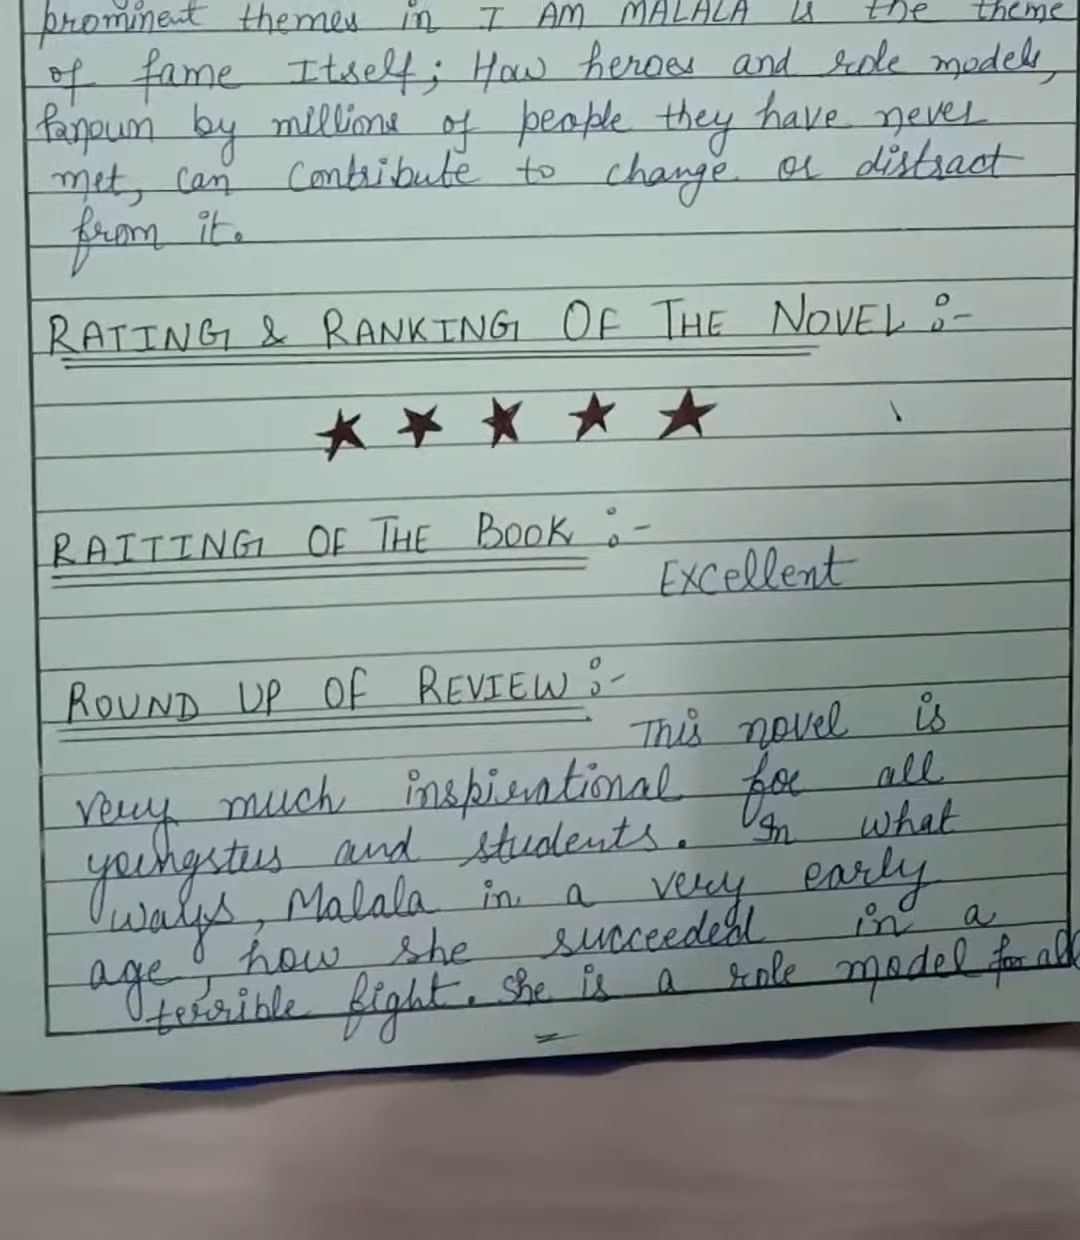 prominent themes in I AM MALALA is the theme
of fame Itself; How heroes and role models,
by millions of people they have never
met, can contribute to change or distract
from it.
RATING & RANKING OF THE NOVEL :-
RAITING OF THE BOOK :-
Excellent
ROUND UP OF REVIEW :-
This novel is
very much inspirational for all
youngsters and students. In what
ways, Malala in a very early
age, how she succeeded in a
terrible fight. She is a role model for all